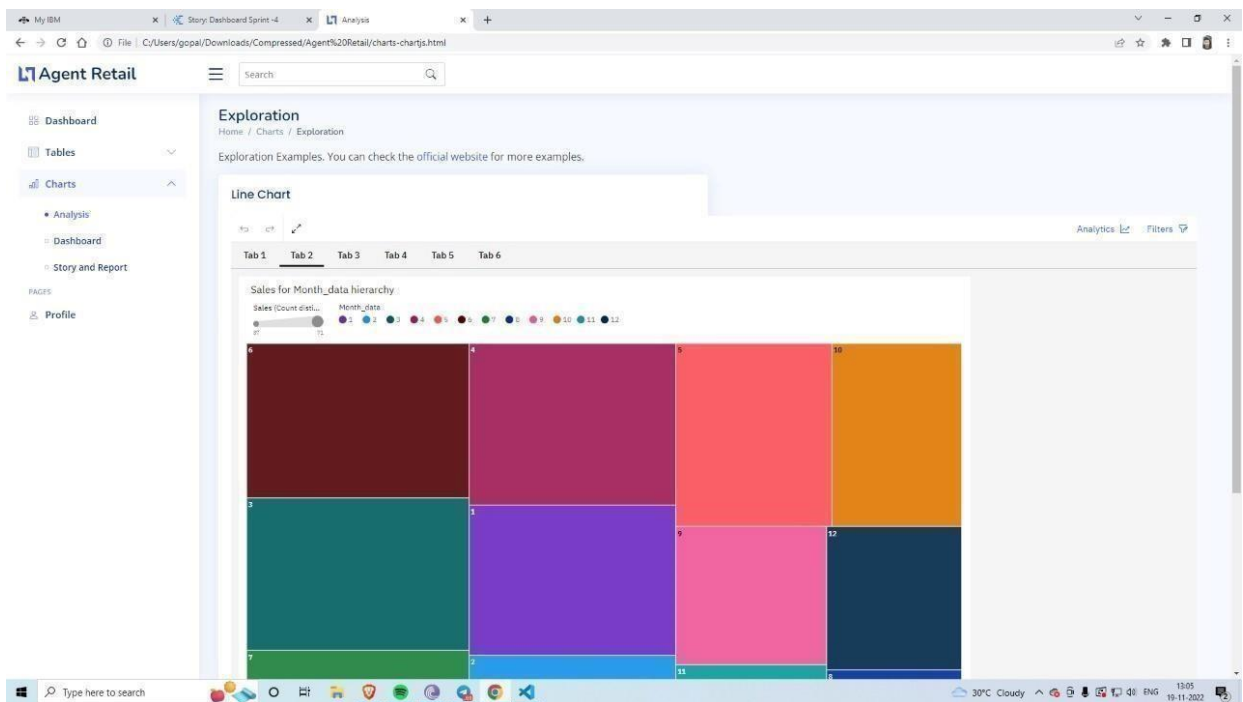 My IBM
Story: Dashboard Sprint -4
Analysis
File
C:/Users/gopal/Downloads/Compressed/Agent%20Retail/charts-chartjs.html
Agent Retail
Search
Dashboard
Tables
Charts
Analysis
Dashboard
Story and Report
PAGES
Profile
Exploration
Home / Charts / Exploration
Exploration Examples. You can check the official website for more examples.
Line Chart
Analytics
Filters
Tab 1 Tab 2 Tab 3 Tab 4 Tab 5 Tab 6
Sales for Month_data hierarchy
Sales (Count disti... Month_data
1 2 3 4 5 6 7 8 9 10 11 12
6 4 5 10
3 1 9 12
7 2 11 8
Type here to search
30°C Cloudy
ENG
13:05
19-11-2022